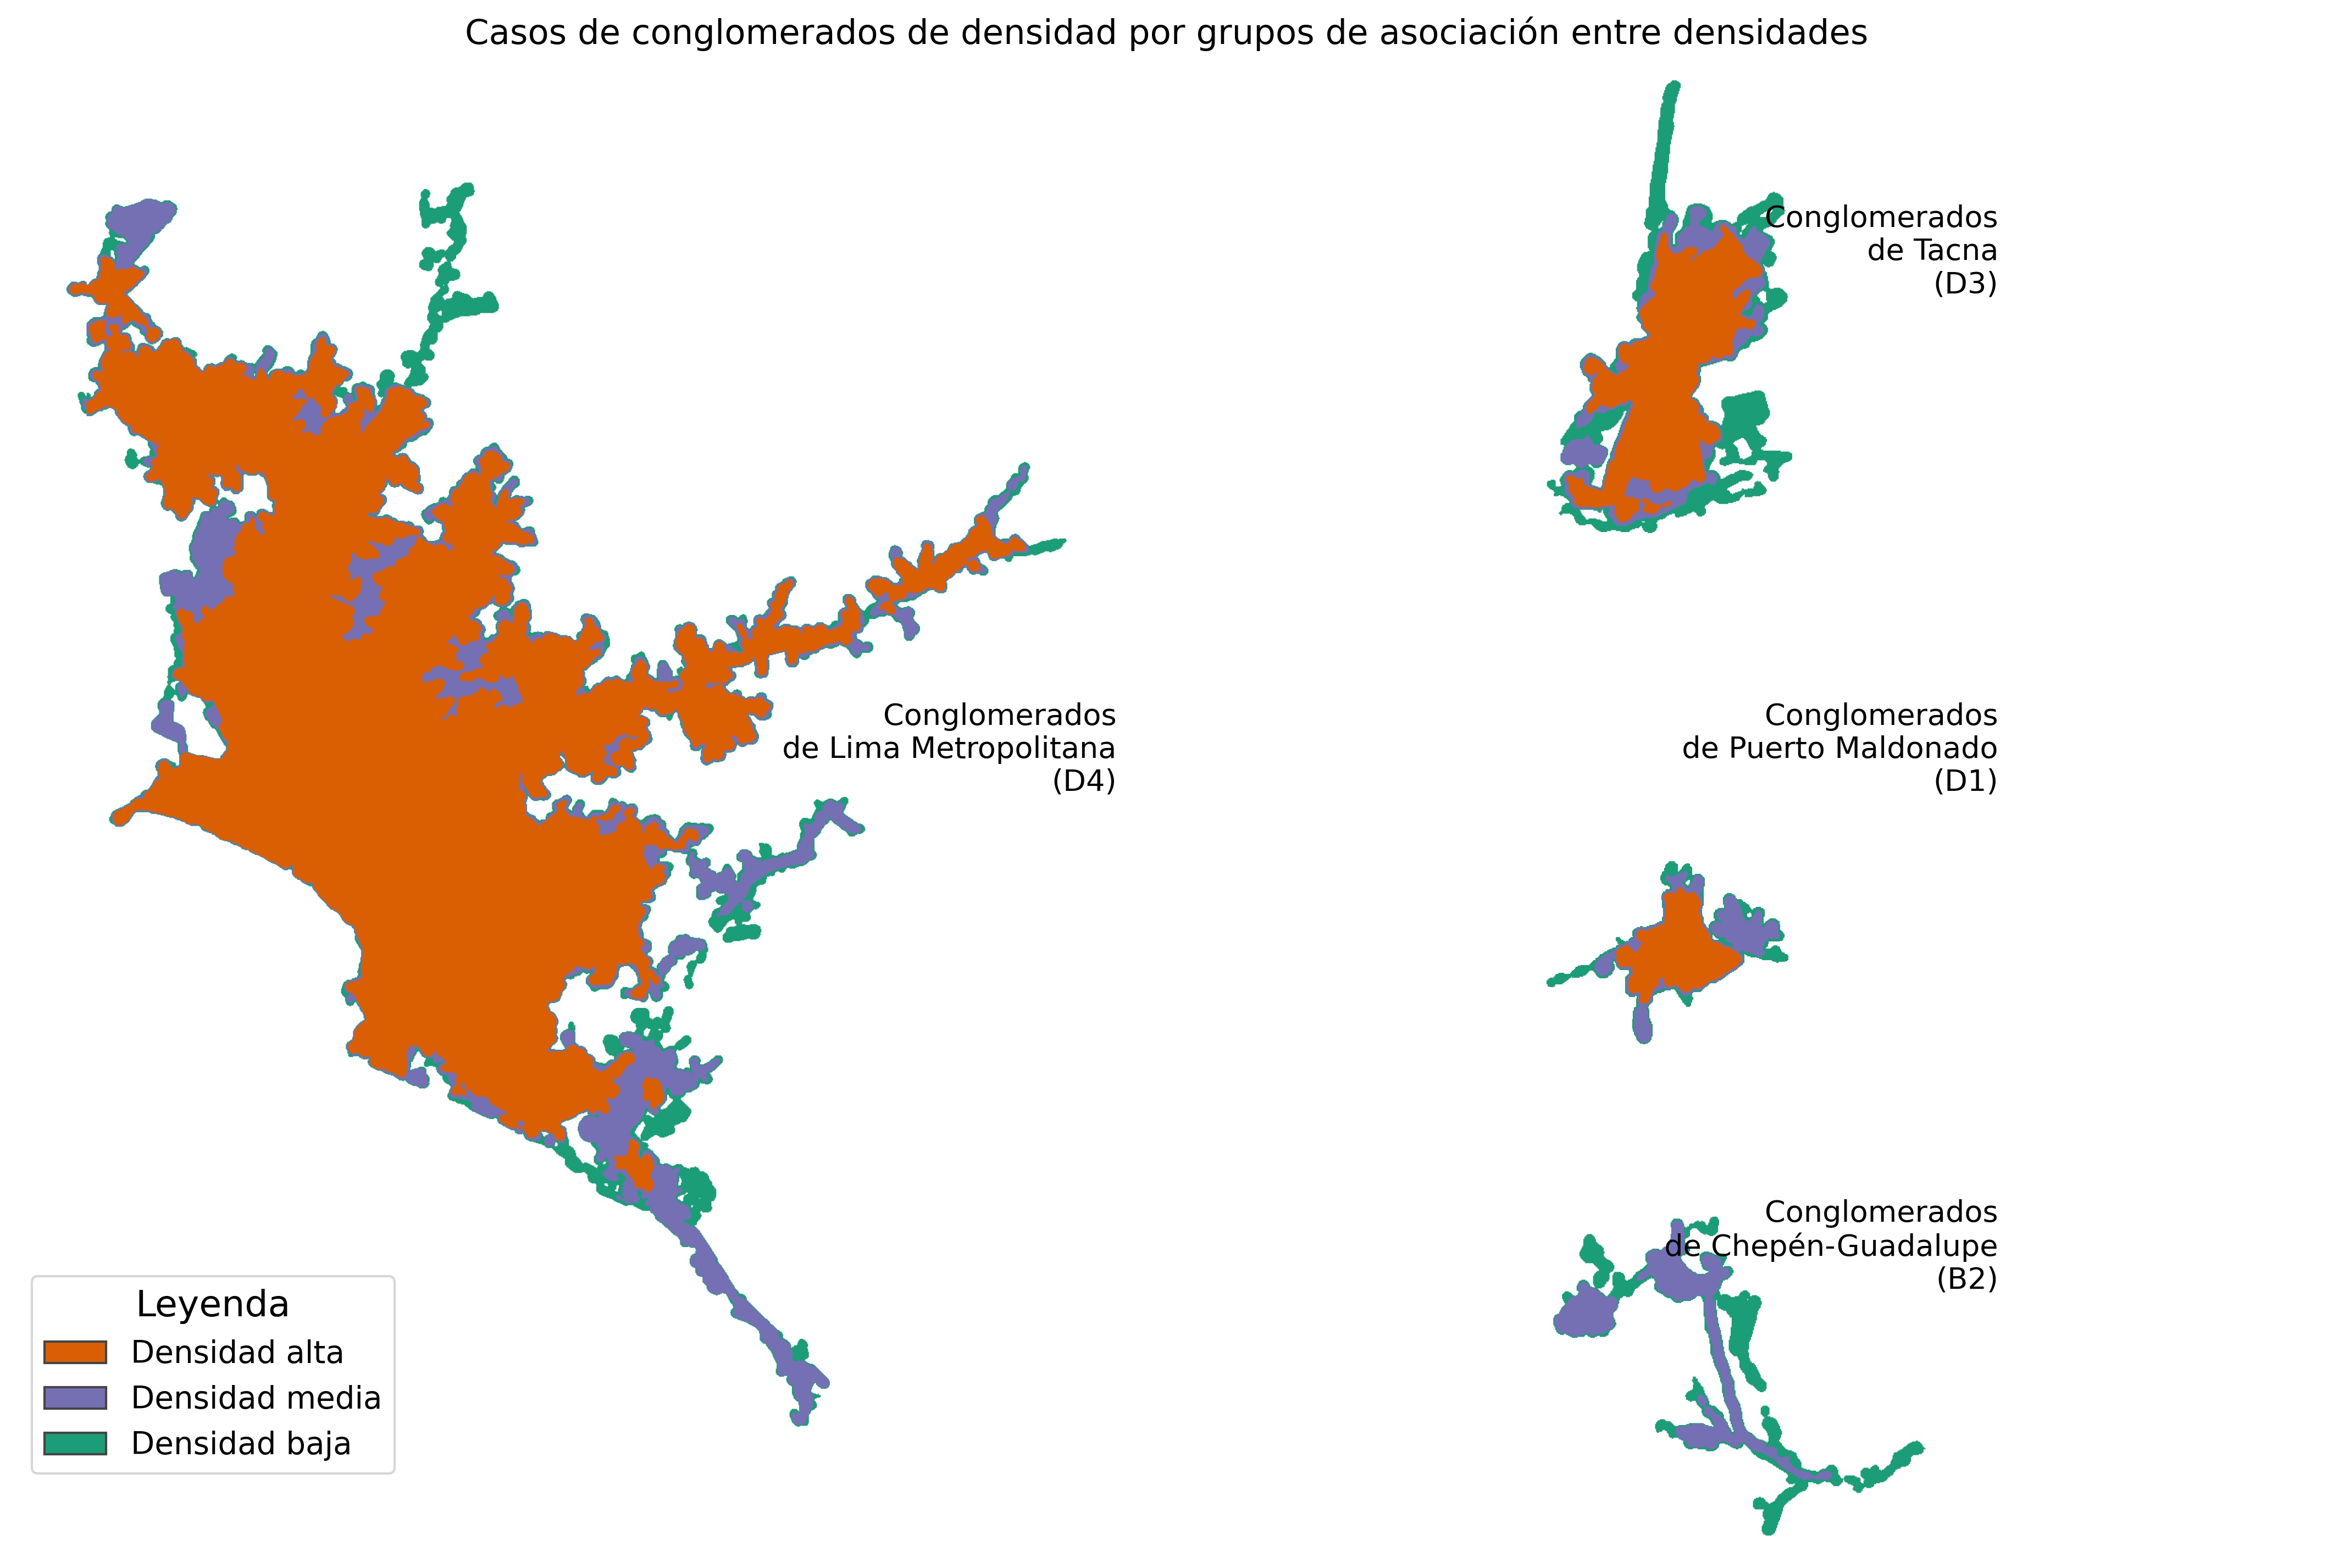 Casos de conglomerados de densidad por grupos de asociación entre densidades
Conglomerados
de Tacna
(D3)
Conglomerados
de Lima Metropolitana
(D4)
Conglomerados
de Puerto Maldonado
(D1)
Conglomerados
de Chepén-Guadalupe
(B2)
Leyenda
Densidad alta
Densidad media
Densidad baja